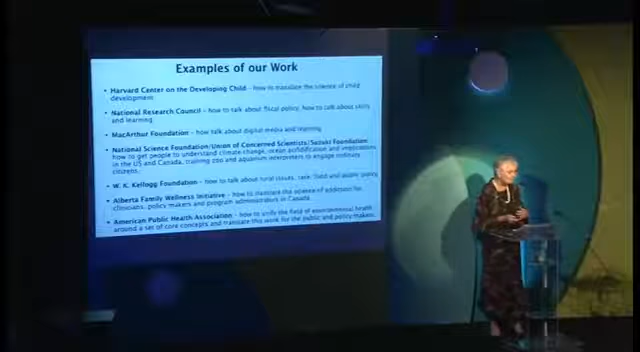 Examples of our Work
• Harvard Center on the Developing Child – how to translate the science of child
development
• National Research Council – how to talk about fiscal policy, how to talk about skills
and learning
• MacArthur Foundation – how talk about digital media and learning
• National Science Foundation/Union of Concerned Scientists/Suzuki Foundation
how to get people to understand climate change, ocean acidification and implications
in the US and Canada, training zoo and aquarium interpreters to engage ordinary
citizens.
• W. K. Kellogg Foundation – how to talk about rural issues, race, food and public policy
• Alberta Family Wellness Initiative – how to translate the science of addiction for
clinicians, policy makers and program administrators in Canada.
• American Public Health Association – how to unify the field of environmental health
around a set of core concepts and translate this work for the public and policy makers.